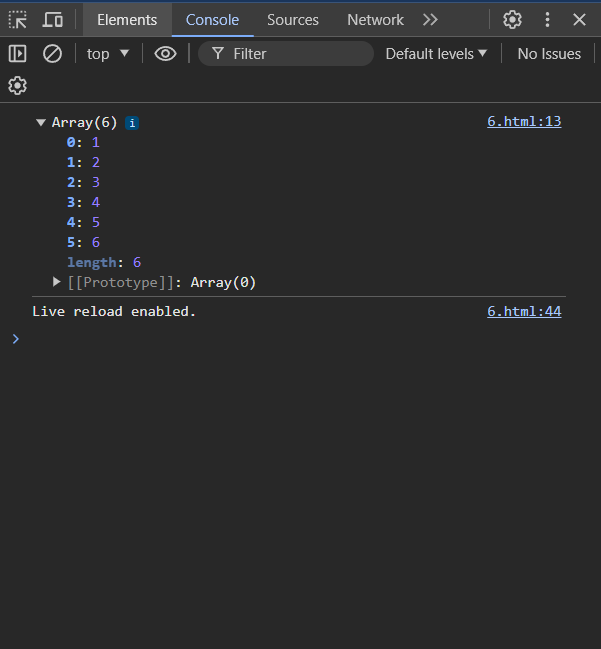 Elements Console Sources Network
top Filter Default levels No Issues
Array(6) i 6.html:13
0: 1
1: 2
2: 3
3: 4
4: 5
5: 6
length: 6
[[Prototype]]: Array(0)
Live reload enabled. 6.html:44